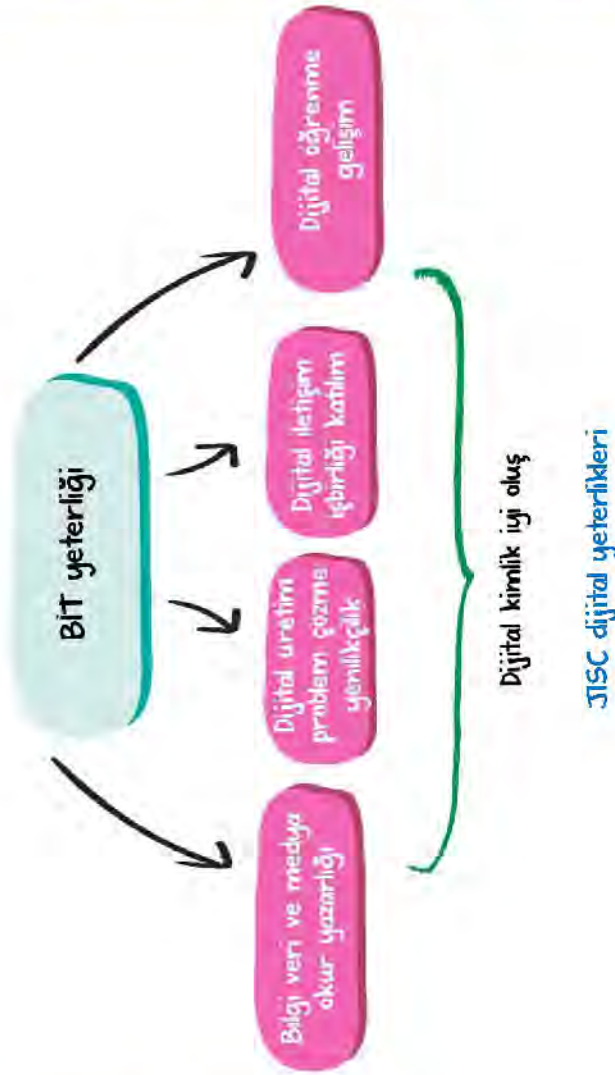 BİT yeterliği
Bilgi veri ve medya
okur yazarlığı
Dijital üretim
problem çözme
yenilikçilik
Dijital iletişim
işbirliği katılım
Dijital öğrenme
gelişim
Dijital kimlik iyi oluş
JISC dijital yeterlikleri